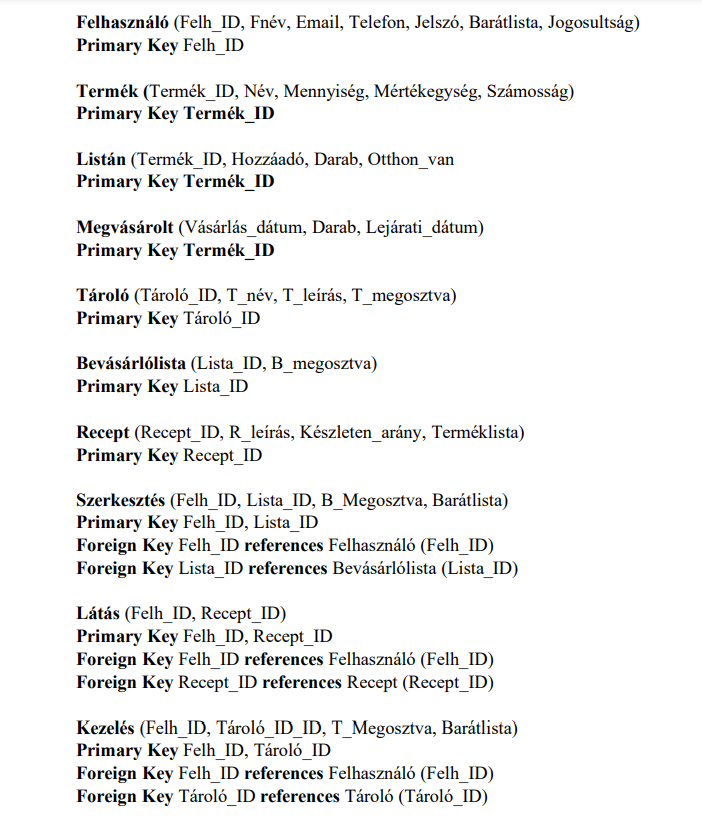 Felhasználó (Felh_ID, Fnév, Email, Telefon, Jelszó, Barátlista, Jogosultság)
Primary Key Felh_ID
Termék (Termék_ID, Név, Mennyiség, Mértékegység, Számosság)
Primary Key Termék_ID
Listán (Termék_ID, Hozzáadó, Darab, Otthon_van
Primary Key Termék_ID
Megvásárolt (Vásárlás_dátum, Darab, Lejárati_dátum)
Primary Key Termék_ID
Tároló (Tároló_ID, T_név, T_leírás, T_megosztva)
Primary Key Tároló_ID
Bevásárlólista (Lista_ID, B_megosztva)
Primary Key Lista_ID
Recept (Recept_ID, R_leírás, Készleten_arány, Terméklista)
Primary Key Recept_ID
Szerkesztés (Felh_ID, Lista_ID, B_Megosztva, Barátlista)
Primary Key Felh_ID, Lista_ID
Foreign Key Felh_ID references Felhasználó (Felh_ID)
Foreign Key Lista_ID references Bevásárlólista (Lista_ID)
Látás (Felh_ID, Recept_ID)
Primary Key Felh_ID, Recept_ID
Foreign Key Felh_ID references Felhasználó (Felh_ID)
Foreign Key Recept_ID references Recept (Recept_ID)
Kezelés (Felh_ID, Tároló_ID_ID, T_Megosztva, Barátlista)
Primary Key Felh_ID, Tároló_ID
Foreign Key Felh_ID references Felhasználó (Felh_ID)
Foreign Key Tároló_ID references Tároló (Tároló_ID)